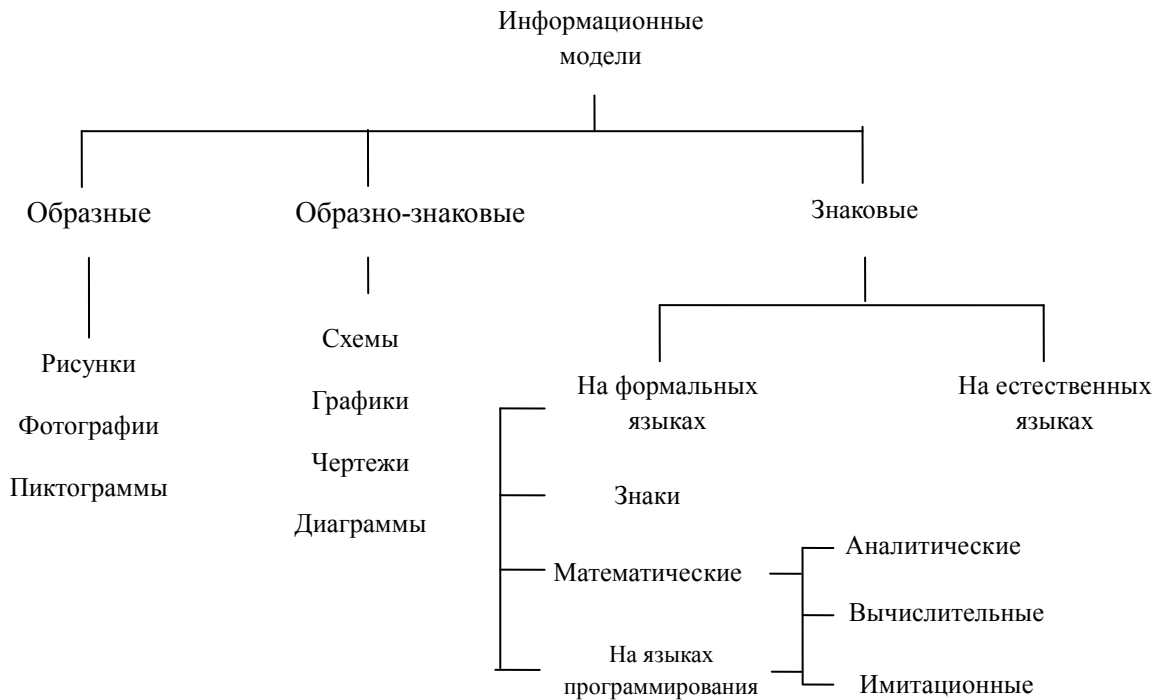 Информационные
модели
Образные
Образно-знаковые
Знаковые
Рисунки
Фотографии
Пиктограммы
Схемы
Графики
Чертежи
Диаграммы
На формальных
языках
На естественных
языках
Знаки
Математические
На языках
программирования
Аналитические
Вычислительные
Имитационные